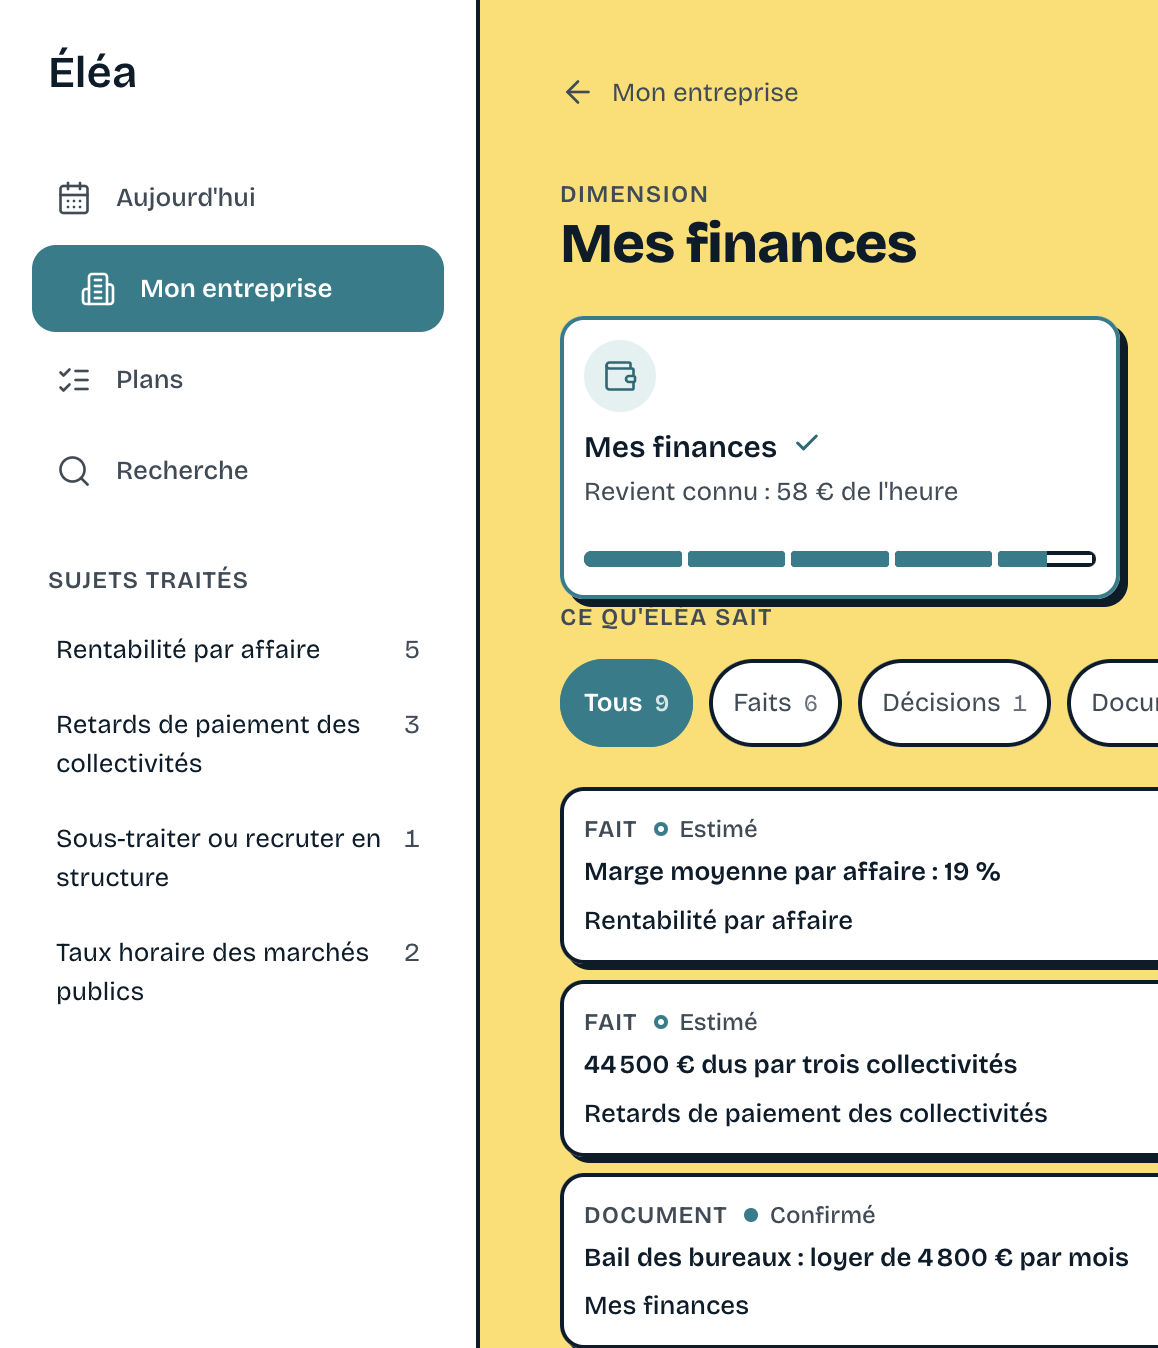 Éléa
Aujourd'hui
Mon entreprise
Plans
Recherche
SUJETS TRAITÉS
Rentabilité par affaire 5
Retards de paiement des 3
collectivités
Sous-traiter ou recruter en 1
structure
Taux horaire des marchés 2
publics
Mon entreprise
DIMENSION
Mes finances
Mes finances
Revient connu : 58 € de l'heure
CE QU'ÉLÉA SAIT
Tous 9
Faits 6
Décisions 1
Docu
FAIT Estimé
Marge moyenne par affaire : 19 %
Rentabilité par affaire
FAIT Estimé
44 500 € dus par trois collectivités
Retards de paiement des collectivités
DOCUMENT Confirmé
Bail des bureaux : loyer de 4 800 € par mois
Mes finances